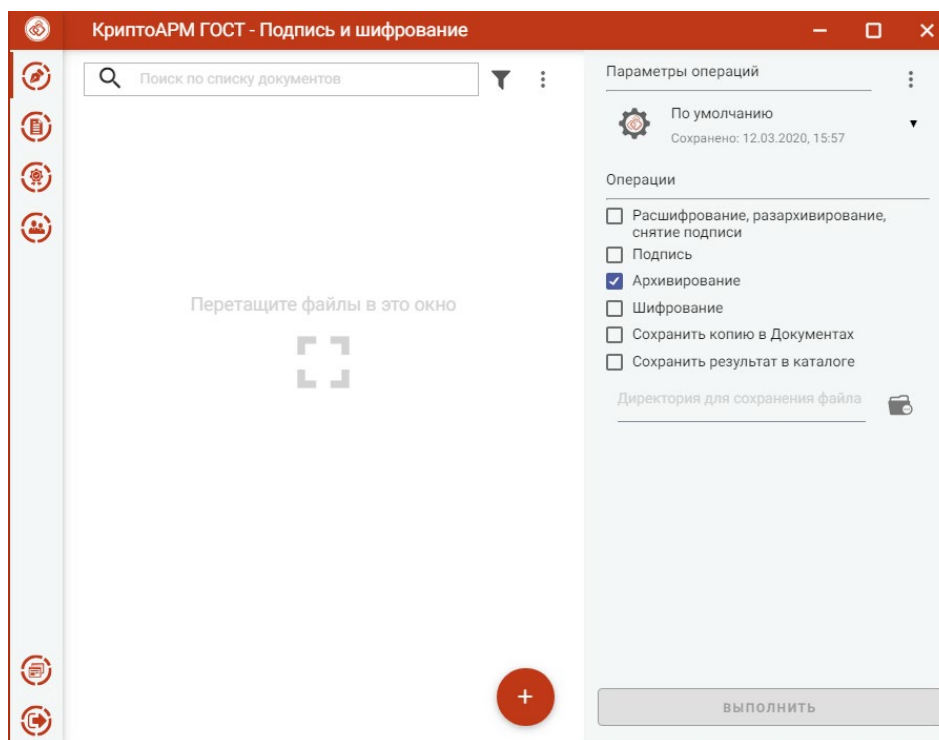 КриптоАРМ ГОСТ - Подпись и шифрование
Поиск по списку документов
Перетащите файлы в это окно
Параметры операций
По умолчанию
Сохранено: 12.03.2020, 15:57
Операции
Расшифрование, разархивирование,
снятие подписи
Подпись
Архивирование
Шифрование
Сохранить копию в Документах
Сохранить результат в каталоге
Директория для сохранения файла
ВЫПОЛНИТЬ